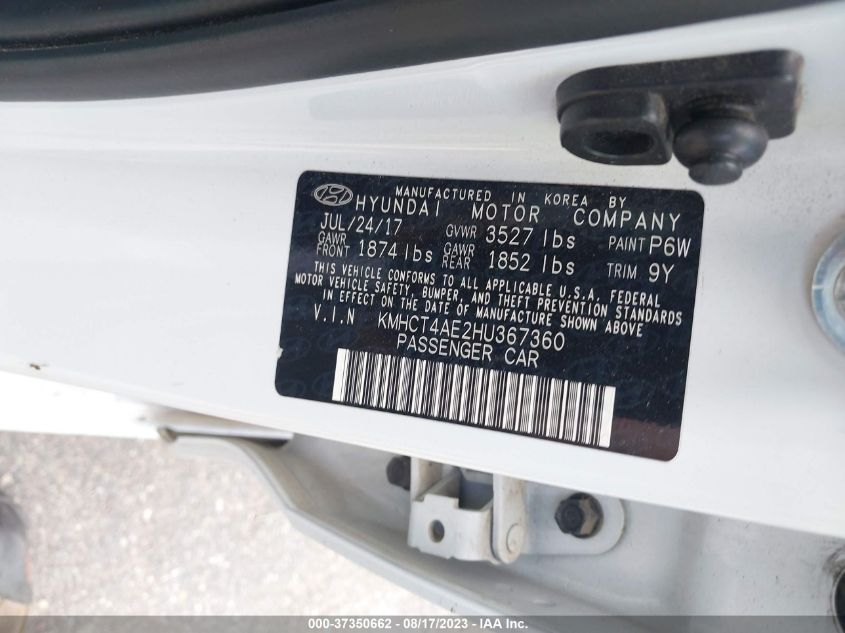 MANUFACTURED IN KOREA BY
HYUNDAI MOTOR COMPANY
JUL/24/17 GVWR 3527 lbs PAINT P6W
GAWR FRONT 1874 lbs GAWR REAR 1852 lbs TRIM 9Y
THIS VEHICLE CONFORMS TO ALL APPLICABLE U.S.A. FEDERAL
MOTOR VEHICLE SAFETY, BUMPER, AND THEFT PREVENTION STANDARDS
IN EFFECT ON THE DATE OF MANUFACTURE SHOWN ABOVE
V.I.N KMHCT4AE2HU367360
PASSENGER CAR
000-37350662 - 08/17/2023 - IAA Inc.